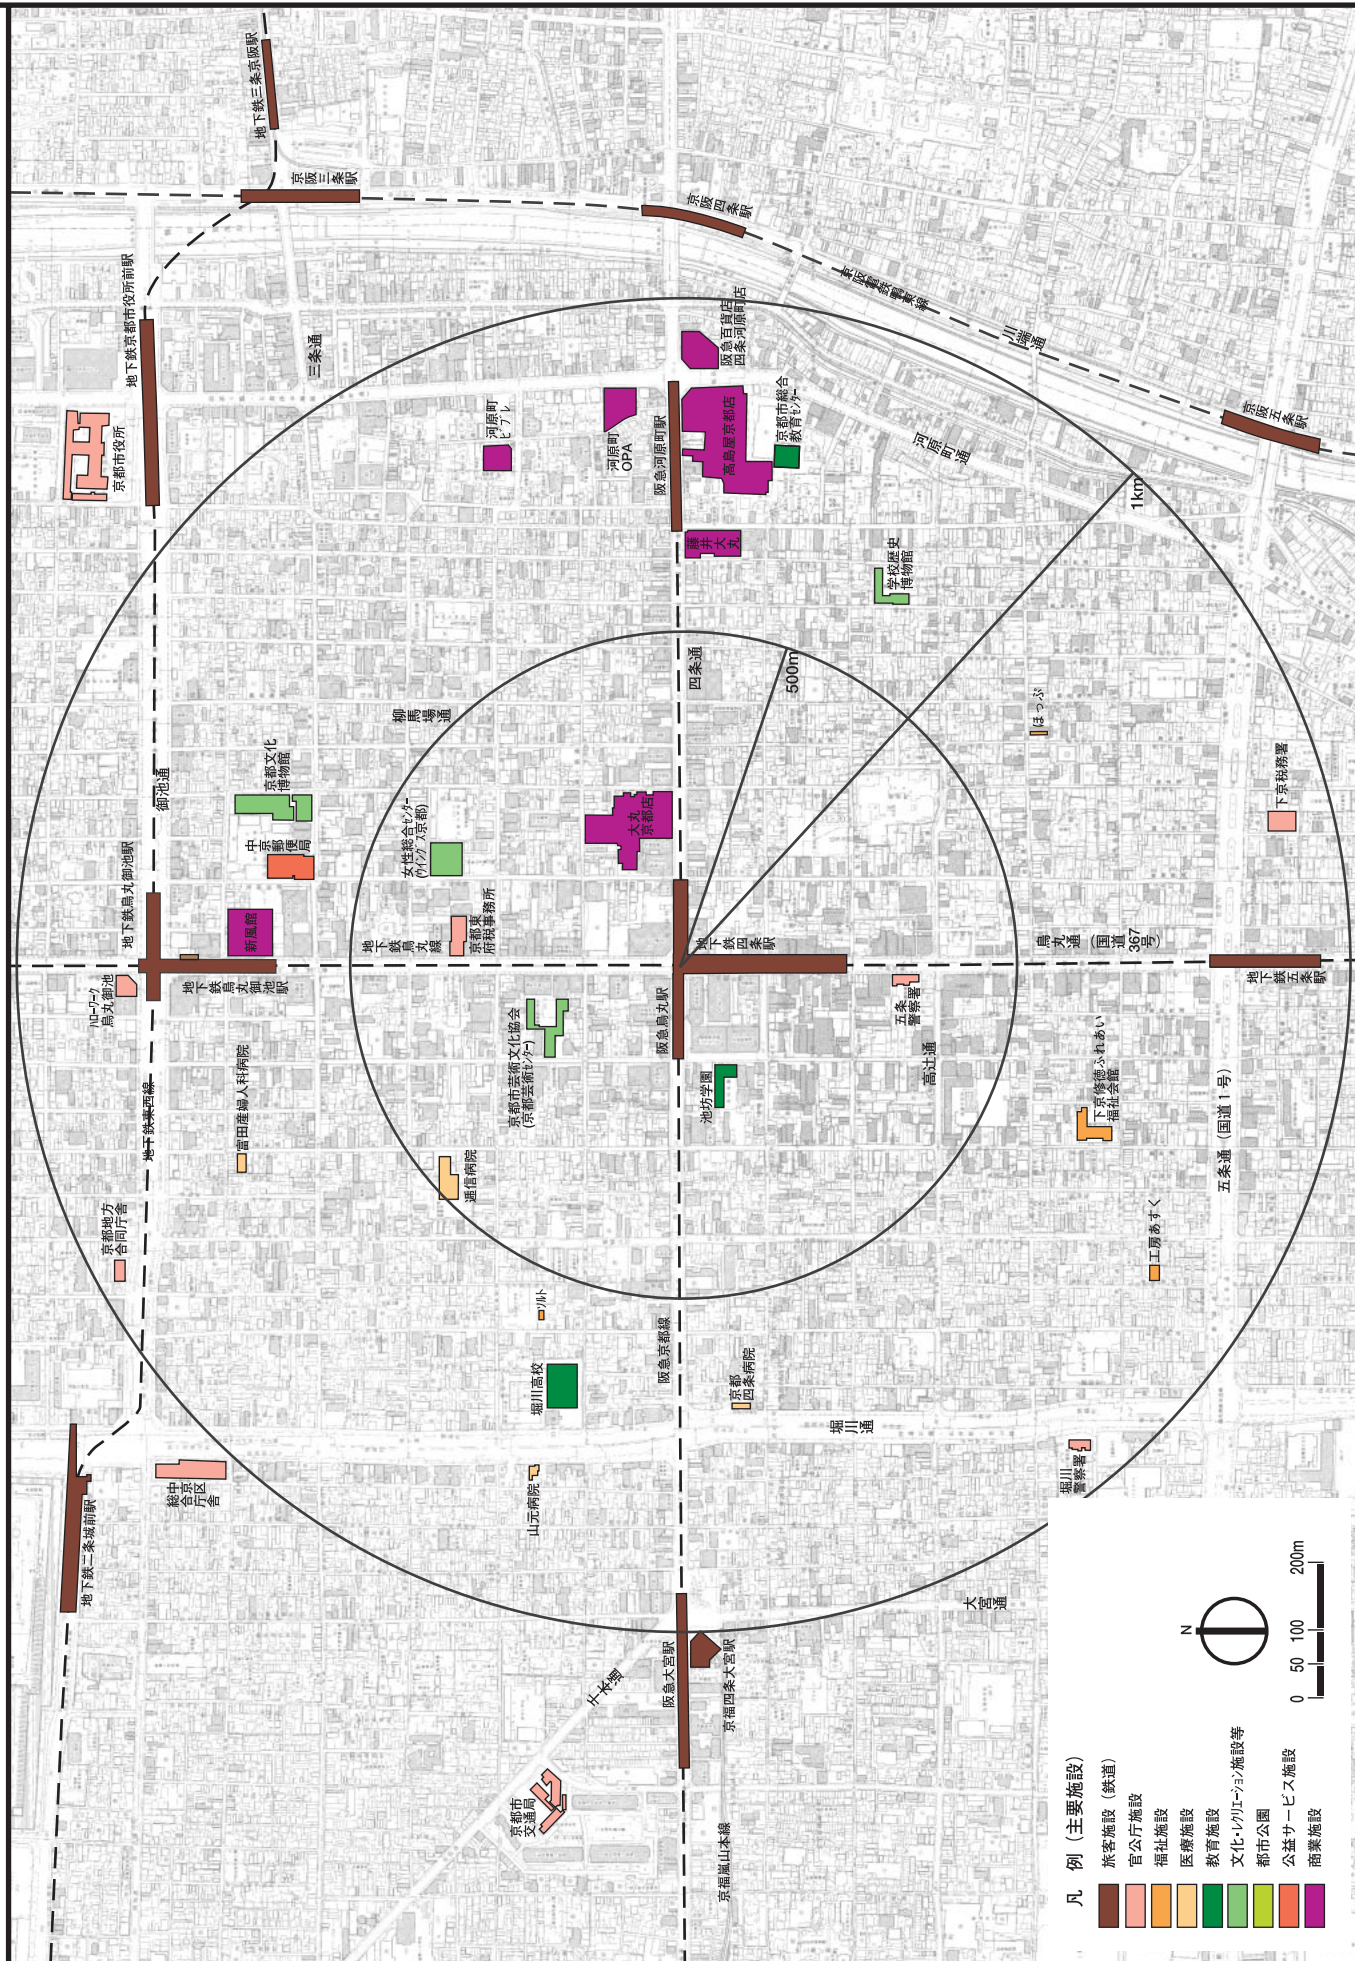 地下鉄三条京阪駅
京阪三条駅
京阪四条駅
京阪電鉄鴨東線
川端通
京阪五条駅
地下鉄京都市役所前駅
三条通
京都市役所
河原町
ビブレ
河原町
OPA
阪急河原町駅
阪急百貨店
四条河原町店
高島屋京都店
京都市総合
教育センター
河原町通
1km
藤井大丸
学校歴史
博物館
四条通
500m
柳馬場通
ほっぷ
御池通
京都文化
博物館
中京郵便局
女性総合センター
(ウイングス京都)
大丸
京都店
下京税務署
地下鉄烏丸御池駅
新風館
地下鉄烏丸線
京都東
府税事務所
地下鉄四条駅
烏丸通(国道367号)
ハローワーク
烏丸御池
地下鉄烏丸御池駅
京都市芸術文化協会
(京都芸術センター)
阪急烏丸駅
五条
警察署
地下鉄五条駅
地下鉄東西線
富田産婦人科病院
逓信病院
池坊学園
高辻通
下京修徳ふれあい
福祉会館
五条通(国道1号)
京都地方
合同庁舎
ソルト
工房あすく
堀川高校
阪急京都線
京都
四条病院
堀川通
地下鉄二条城前駅
中京区
総合庁舎
山元病院
堀川
警察署
千本通
阪急大宮駅
京福四条大宮駅
大宮通
京都市
交通局
京福嵐山本線
N
0 50 100 200m
凡 例(主要施設)
旅客施設(鉄道)
官公庁施設
福祉施設
医療施設
教育施設
文化・レクリエーション施設等
都市公園
公益サービス施設
商業施設